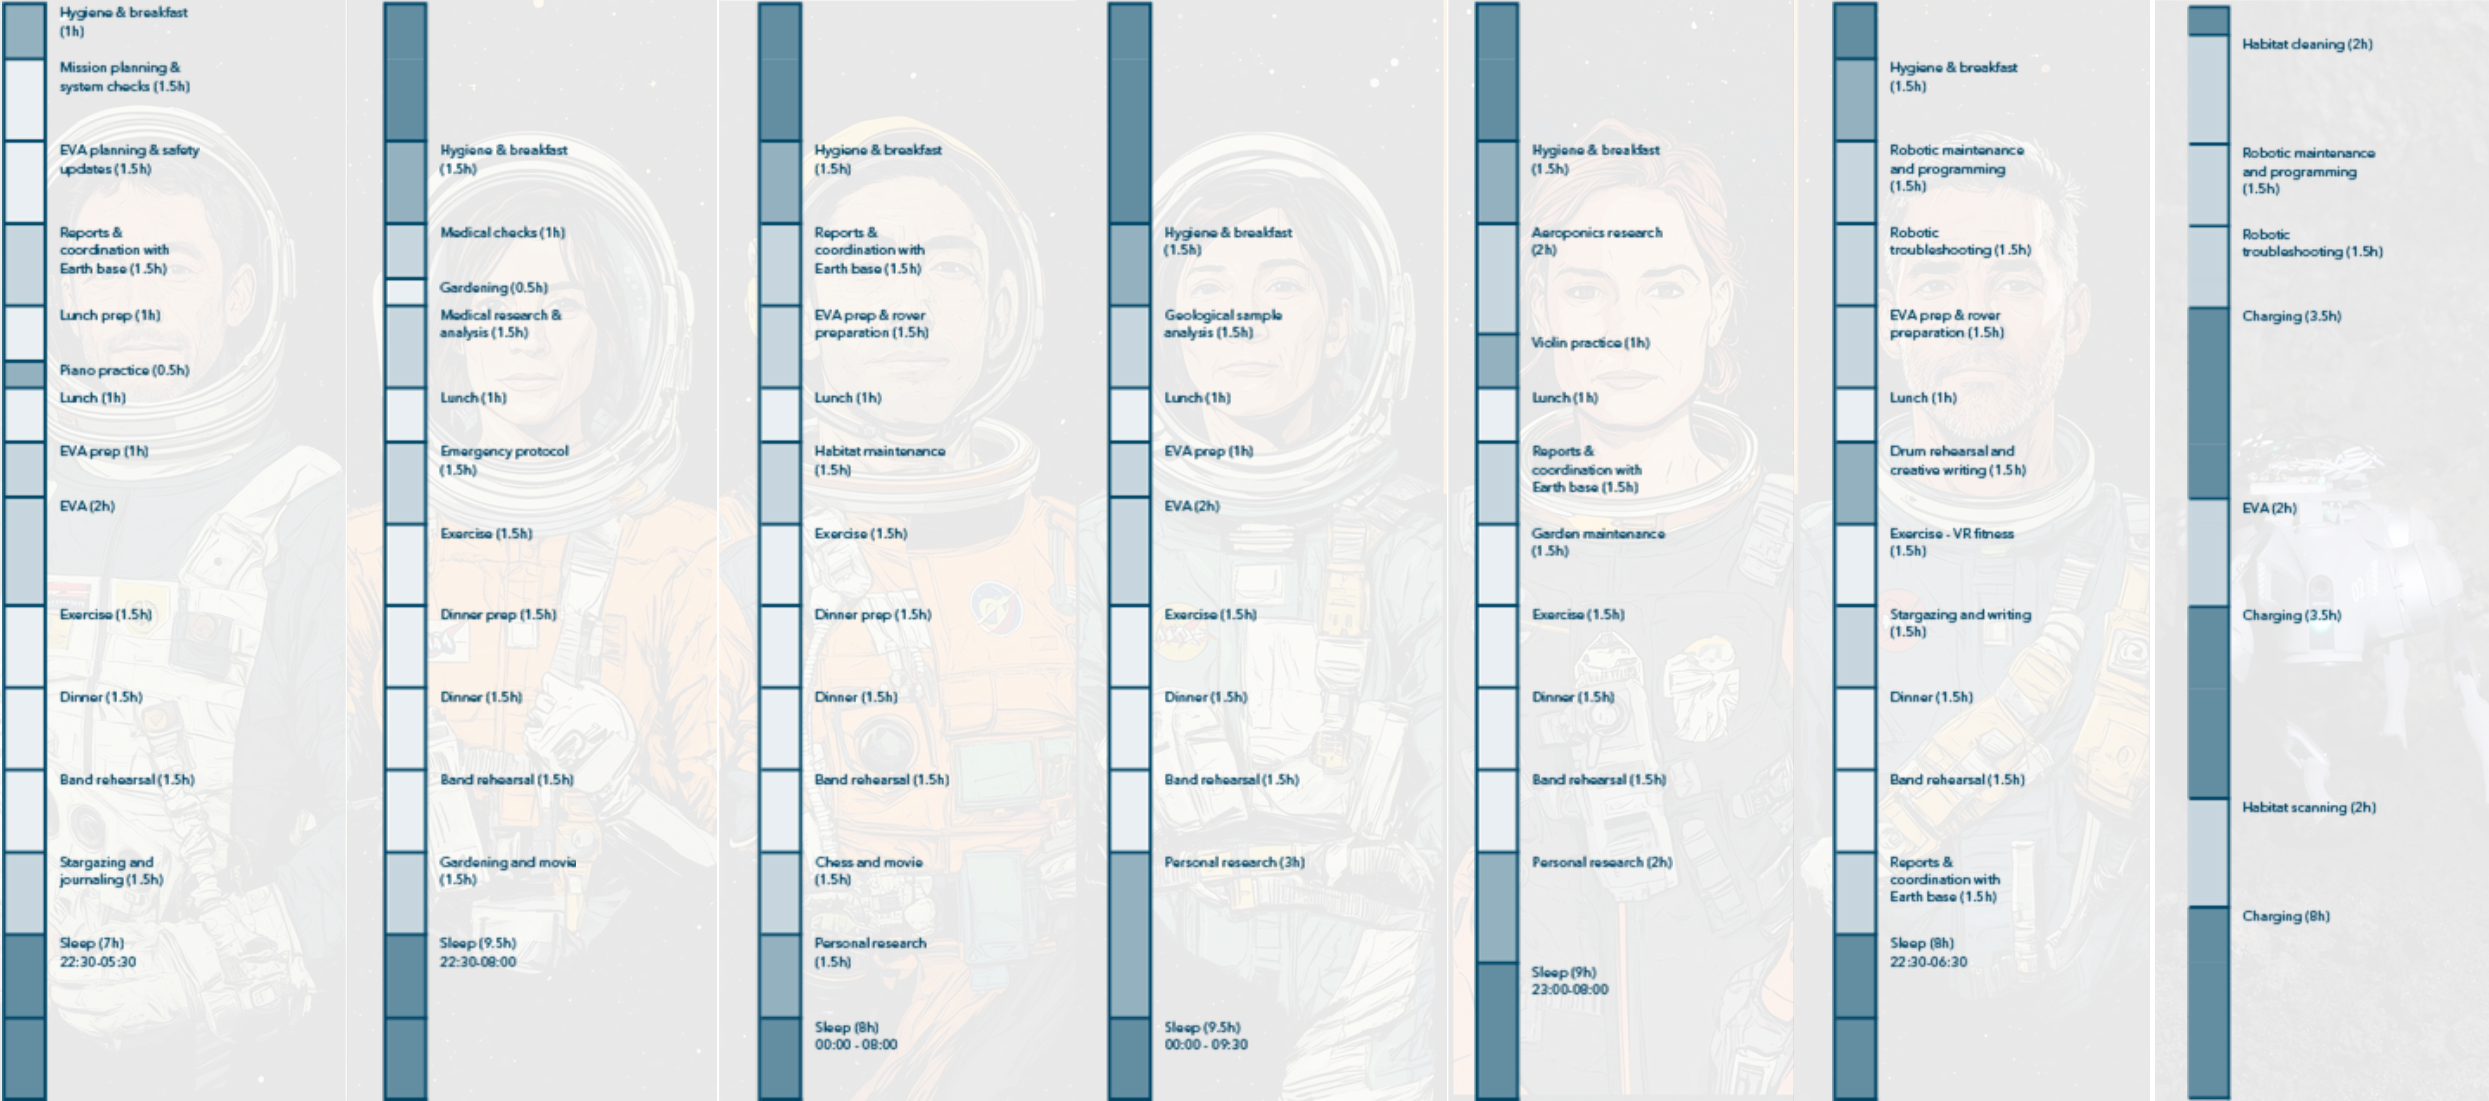 Hygiene & breakfast
(1h)
Mission planning &
system checks (1.5h)
EVA planning & safety
updates (1.5h)
Reports &
coordination with
Earth base (1.5h)
Lunch prep (1h)
Piano practice (0.5h)
Lunch (1h)
EVA prep (1h)
EVA (2h)
Exercise (1.5h)
Dinner (1.5h)
Band rehearsal (1.5h)
Stargazing and
journaling (1.5h)
Sleep (7h)
22:30-05:30
Hygiene & breakfast
(1.5h)
Medical checks (1h)
Gardening (0.5h)
Medical research &
analysis (1.5h)
Lunch (1h)
Emergency protocol
(1.5h)
Exercise (1.5h)
Dinner prep (1.5h)
Dinner (1.5h)
Band rehearsal (1.5h)
Gardening and movie
(1.5h)
Sleep (9.5h)
22:30-08:00
Hygiene & breakfast
(1.5h)
Reports &
coordination with
Earth base (1.5h)
EVA prep & rover
preparation (1.5h)
Lunch (1h)
Habitat maintenance
(1.5h)
Exercise (1.5h)
Dinner prep (1.5h)
Dinner (1.5h)
Band rehearsal (1.5h)
Chess and movie
(1.5h)
Personal research
(1.5h)
Sleep (8h)
00:00 - 08:00
Hygiene & breakfast
(1.5h)
Geological sample
analysis (1.5h)
Lunch (1h)
EVA prep (1h)
EVA (2h)
Exercise (1.5h)
Dinner (1.5h)
Band rehearsal (1.5h)
Personal research (3h)
Sleep (9.5h)
00:00 - 09:30
Hygiene & breakfast
(1.5h)
Aeroponics research
(2h)
Violin practice (1h)
Lunch (1h)
Reports &
coordination with
Earth base (1.5h)
Garden maintenance
(1.5h)
Exercise (1.5h)
Dinner (1.5h)
Band rehearsal (1.5h)
Personal research (2h)
Sleep (9h)
23:00-08:00
Hygiene & breakfast
(1.5h)
Robotic maintenance
and programming
(1.5h)
Robotic
troubleshooting (1.5h)
EVA prep & rover
preparation (1.5h)
Lunch (1h)
Drum rehearsal and
creative writing (1.5h)
Exercise - VR fitness
(1.5h)
Stargazing and writing
(1.5h)
Dinner (1.5h)
Band rehearsal (1.5h)
Reports &
coordination with
Earth base (1.5h)
Sleep (8h)
22:30-06:30
Habitat cleaning (2h)
Robotic maintenance
and programming
(1.5h)
Robotic
troubleshooting (1.5h)
Charging (3.5h)
EVA (2h)
Charging (3.5h)
Habitat scanning (2h)
Charging (8h)